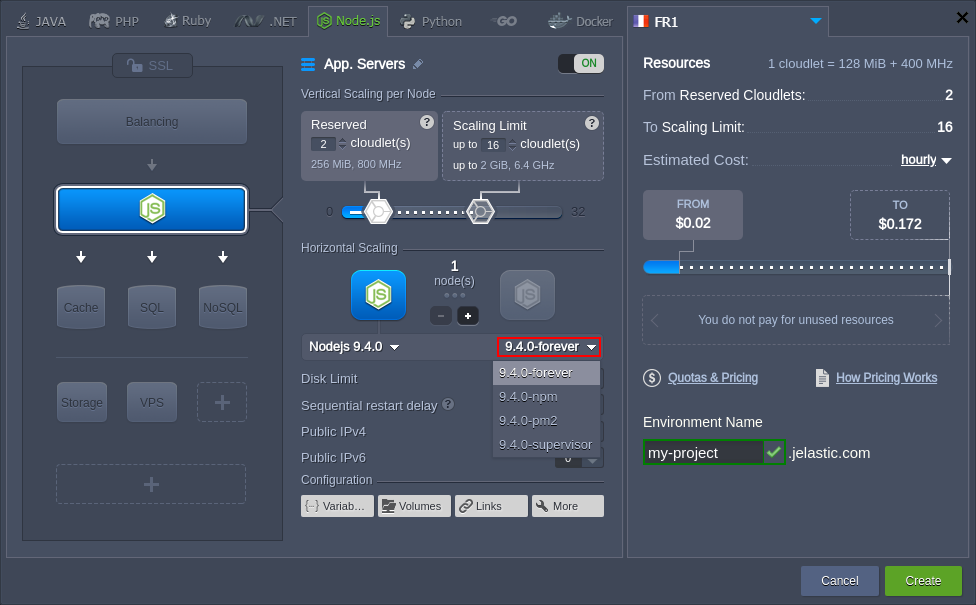 JAVA
PHP
Ruby
.NET
Node.js
Python
GO
Docker
FR1
SSL
Balancing
JS
Cache
SQL
NoSQL
Storage
VPS
App. Servers
ON
Vertical Scaling per Node
Reserved
?
2 cloudlet(s)
256 MiB, 800 MHz
Scaling Limit
?
up to 16 cloudlet(s)
up to 2 GiB, 6.4 GHz
0
32
Horizontal Scaling
JS
1
node(s)
JS
Nodejs 9.4.0
9.4.0-forever
9.4.0-forever
9.4.0-npm
9.4.0-pm2
9.4.0-supervisor
Disk Limit
Sequential restart delay ?
Public IPv4
Public IPv6
0
Configuration
Variab...
Volumes
Links
More
Resources
1 cloudlet = 128 MiB + 400 MHz
From Reserved Cloudlets: 2
To Scaling Limit: 16
Estimated Cost: hourly
FROM
$0.02
TO
$0.172
You do not pay for unused resources
$ Quotas & Pricing
How Pricing Works
Environment Name
my-project .jelastic.com
Cancel
Create